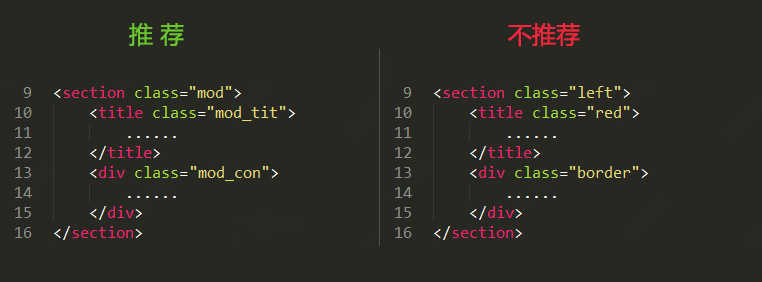 推 荐
9 <section class="mod">
10 <title class="mod_tit">
11 ......
12 </title>
13 <div class="mod_con">
14 ......
15 </div>
16 </section>
不推荐
9 <section class="left">
10 <title class="red">
11 ......
12 </title>
13 <div class="border">
14 ......
15 </div>
16 </section>